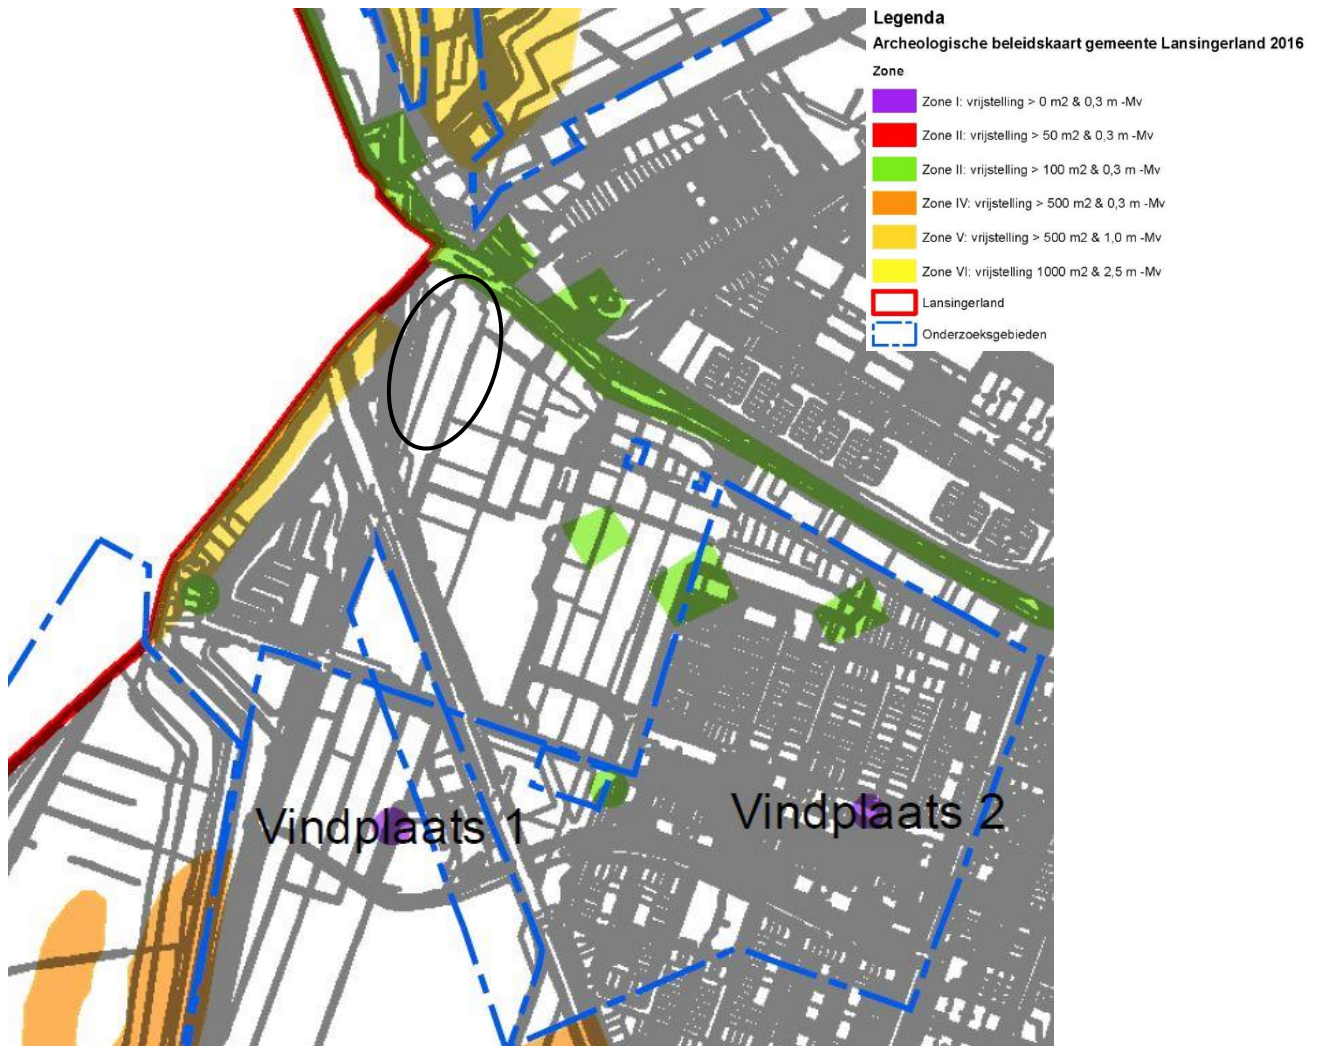 Legenda
Archeologische beleidskaart gemeente Lansingerland 2016
Zone
Zone I: vrijstelling > 0 m2 & 0,3 m -Mv
Zone II: vrijstelling > 50 m2 & 0,3 m -Mv
Zone II: vrijstelling > 100 m2 & 0,3 m -Mv
Zone IV: vrijstelling > 500 m2 & 0,3 m -Mv
Zone V: vrijstelling > 500 m2 & 1,0 m -Mv
Zone VI: vrijstelling 1000 m2 & 2,5 m -Mv
Lansingerland
Onderzoeksgebieden
Vindplaats 1
Vindplaats 2